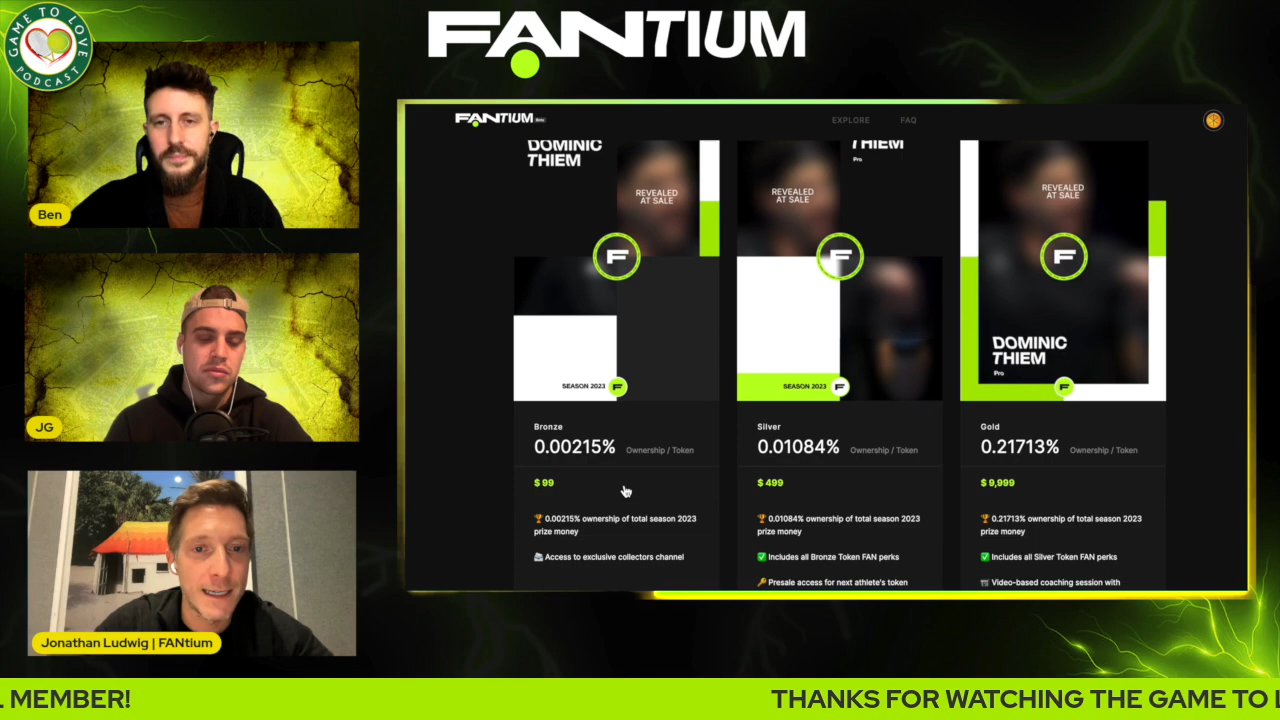 GAME TO LOVE
PODCAST
FANTIUM
Ben
JG
Jonathan Ludwig | FANtium
FANTIUM Beta
EXPLORE
FAQ
DOMINIC
THIEM
REVEALED
AT SALE
F
SEASON 2023 F
THIEM
Pro
REVEALED
AT SALE
F
SEASON 2023 F
REVEALED
AT SALE
F
DOMINIC
THIEM
Pro
F
Bronze
0.00215% Ownership / Token
$ 99
🏆 0.00215% ownership of total season 2023
prize money
Access to exclusive collectors channel
Silver
0.01084% Ownership / Token
$ 499
🏆 0.01084% ownership of total season 2023
prize money
✅ Includes all Bronze Token FAN perks
🔑 Presale access for next athlete's token
Gold
0.21713% Ownership / Token
$ 9,999
🏆 0.21713% ownership of total season 2023
prize money
✅ Includes all Silver Token FAN perks
Video-based coaching session with
MEMBER! THANKS FOR WATCHING THE GAME TO